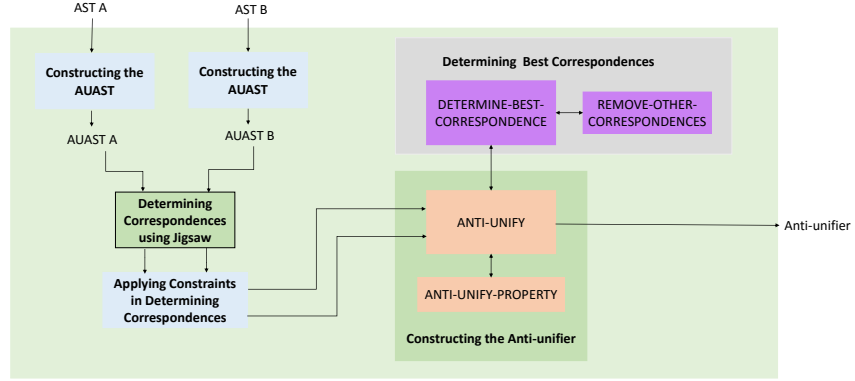 AST A
AST B
Constructing the
AUAST
Constructing the
AUAST
AUAST A
AUAST B
Determining
Correspondences
using Jigsaw
Applying Constraints
in Determining
Correspondences
Determining Best Correspondences
DETERMINE-BEST-
CORRESPONDENCE
REMOVE-OTHER-
CORRESPONDENCES
ANTI-UNIFY
ANTI-UNIFY-PROPERTY
Constructing the Anti-unifier
Anti-unifier